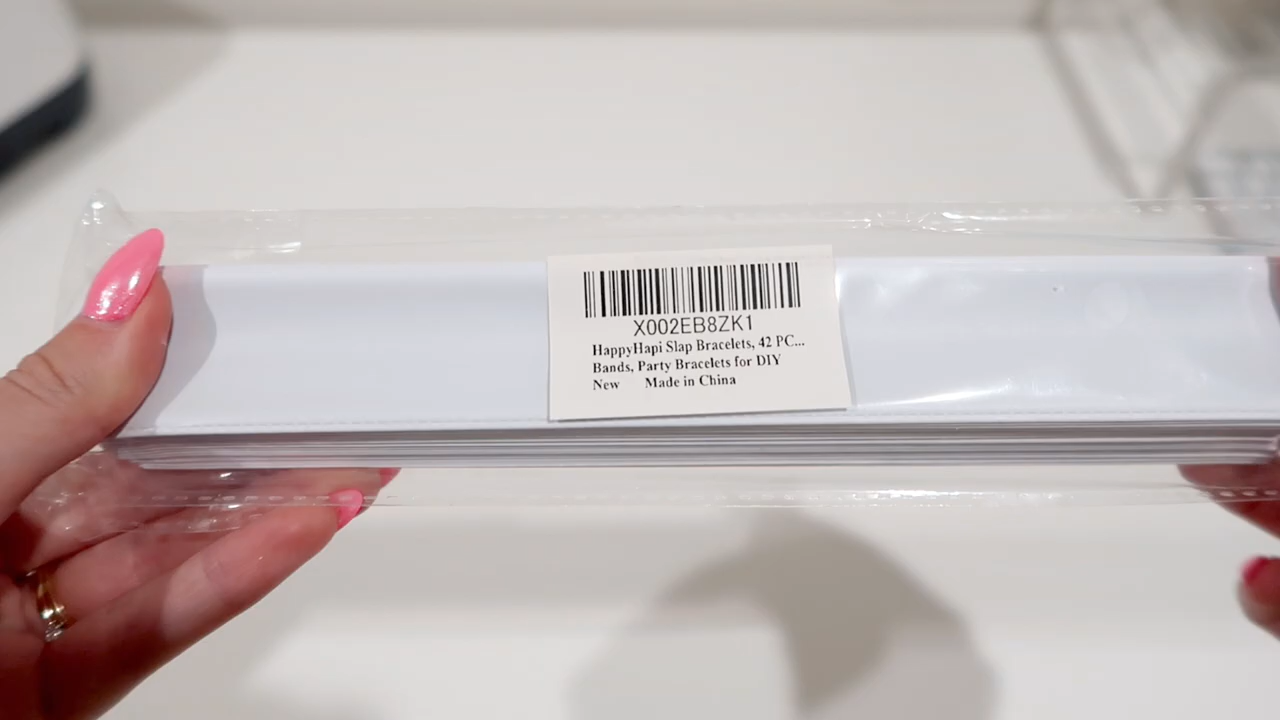 X002EB8ZK1
HappyHapi Slap Bracelets, 42 PC...
Bands, Party Bracelets for DIY
New Made in China